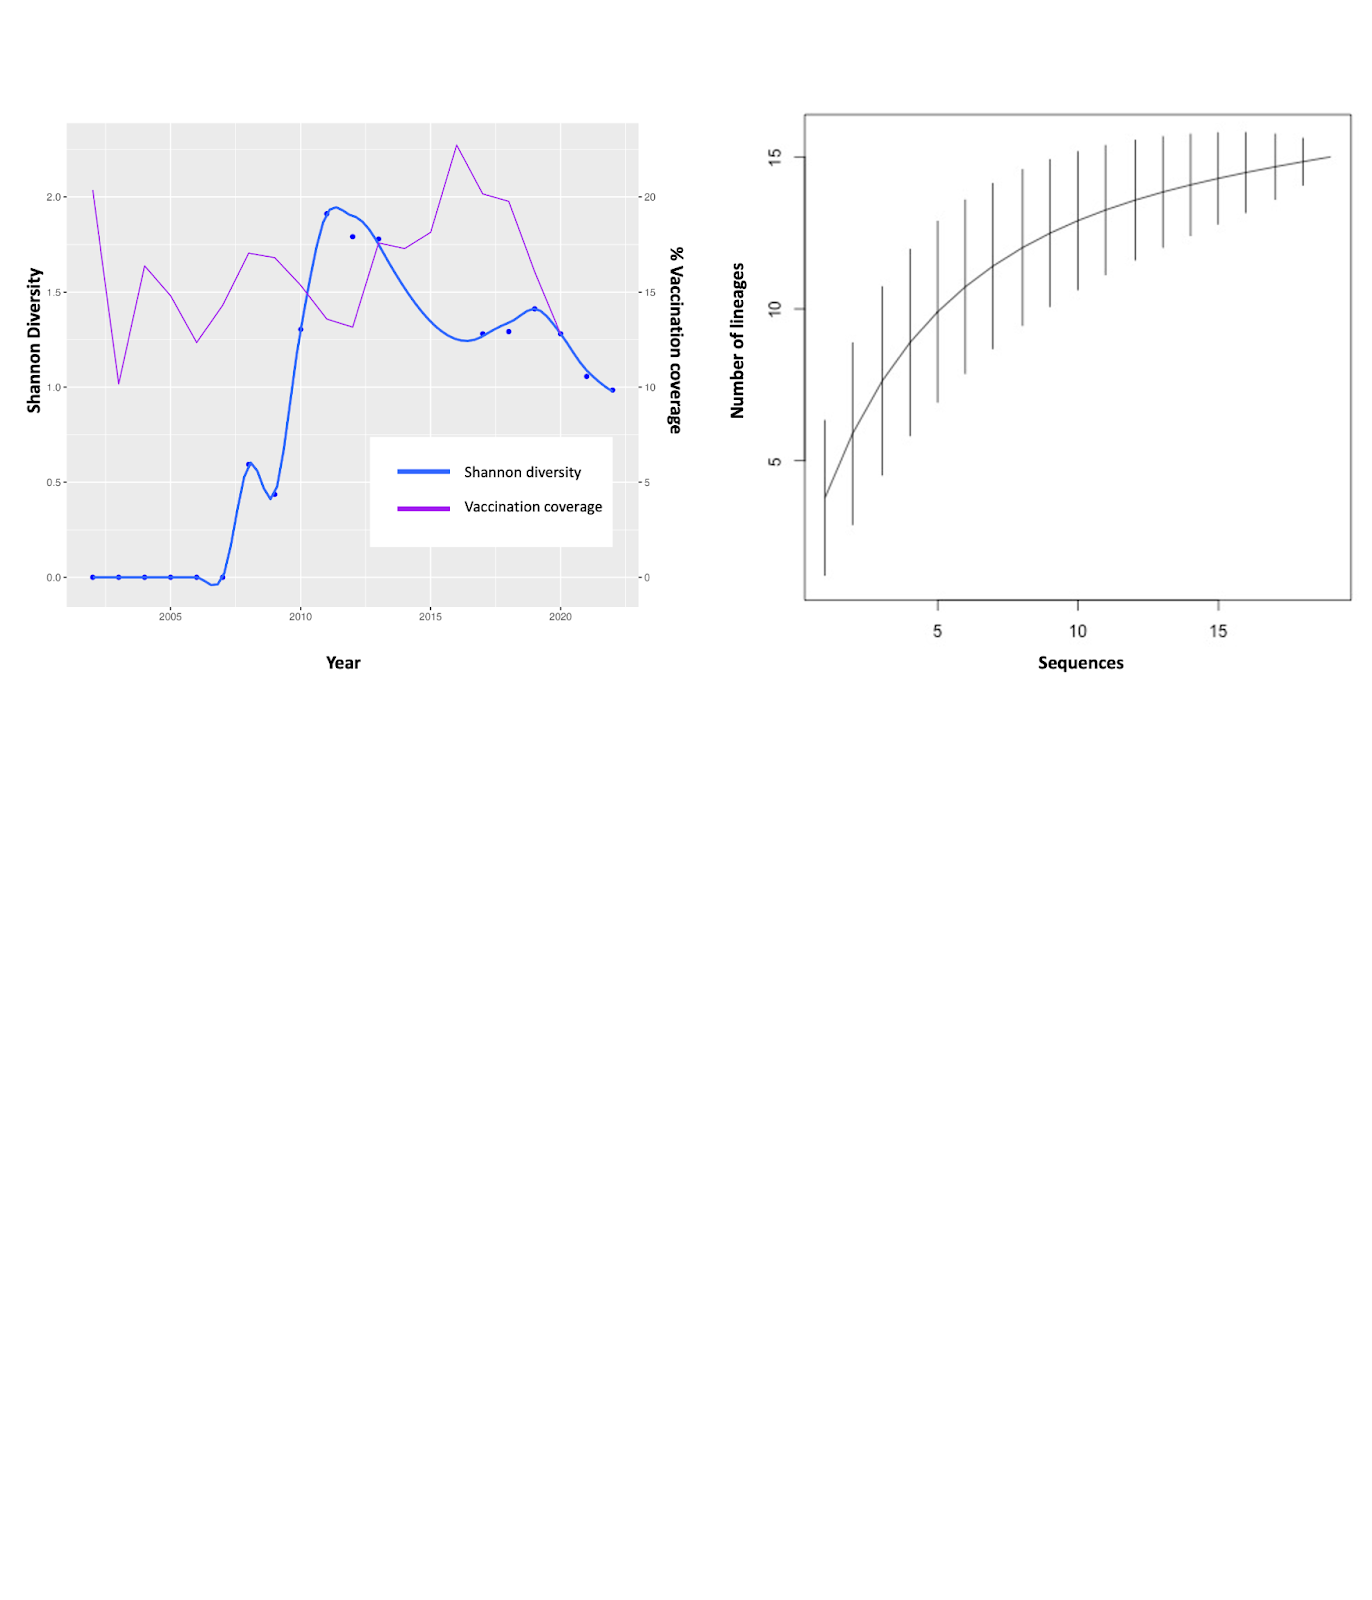 Shannon Diversity
2.0
1.5
1.0
0.5
0.0
20
15
10
5
0
% Vaccination coverage
Shannon diversity
Vaccination coverage
2005 2010 2015 2020
Year
Number of lineages
15
10
5
5 10 15
Sequences